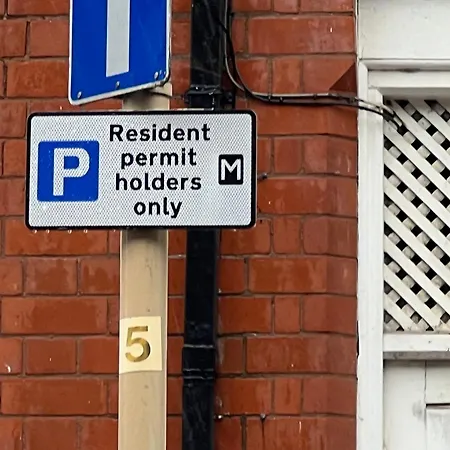 P
Resident
permit
holders
only
M
5